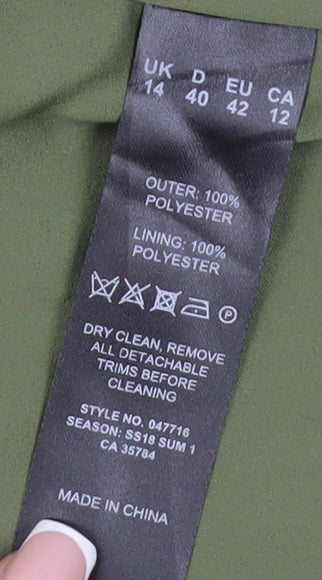 UK D EU CA
14 40 42 12
OUTER: 100%
POLYESTER
LINING: 100%
POLYESTER
P
DRY CLEAN, REMOVE
ALL DETACHABLE
TRIMS BEFORE
CLEANING
STYLE NO. 047716
SEASON: SS18 SUM 1
CA 35784
MADE IN CHINA